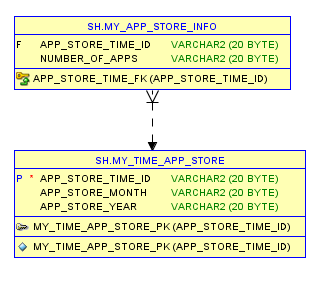 SH.MY_APP_STORE_INFO
F APP_STORE_TIME_ID VARCHAR2 (20 BYTE)
NUMBER_OF_APPS VARCHAR2 (20 BYTE)
APP_STORE_TIME_FK (APP_STORE_TIME_ID)
SH.MY_TIME_APP_STORE
P * APP_STORE_TIME_ID VARCHAR2 (20 BYTE)
APP_STORE_MONTH VARCHAR2 (20 BYTE)
APP_STORE_YEAR VARCHAR2 (20 BYTE)
MY_TIME_APP_STORE_PK (APP_STORE_TIME_ID)
MY_TIME_APP_STORE_PK (APP_STORE_TIME_ID)